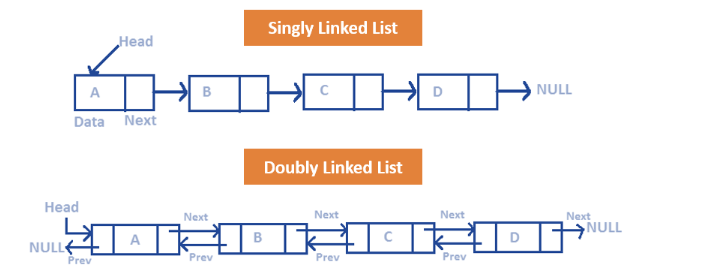 Singly Linked List
Head
A B C D NULL
Data Next
Doubly Linked List
Head
Next Next Next Next
NULL A B C D NULL
Prev Prev Prev Prev